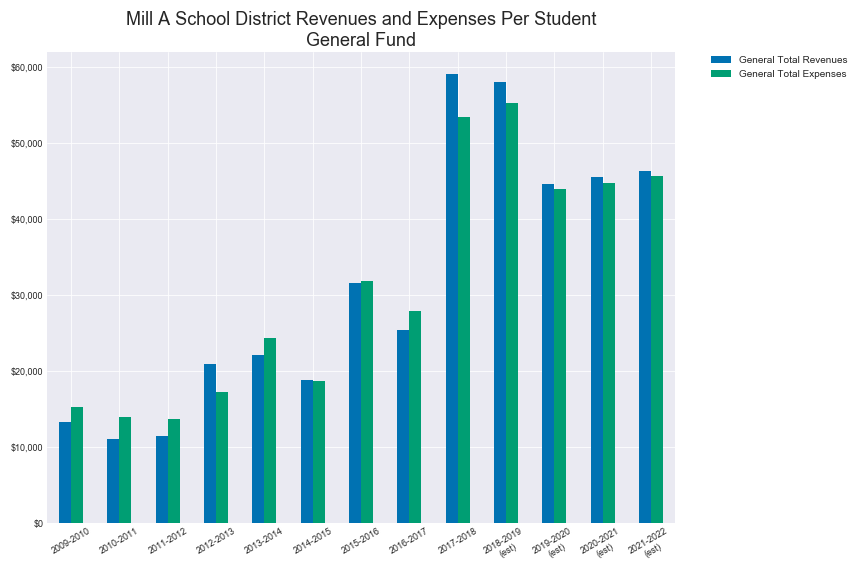 Mill A School District Revenues and Expenses Per Student
General Fund
General Total Revenues
General Total Expenses
$60,000
$50,000
$40,000
$30,000
$20,000
$10,000
$0
2009-2010
2010-2011
2011-2012
2012-2013
2013-2014
2014-2015
2015-2016
2016-2017
2017-2018
2018-2019
(est)
2019-2020
(est)
2020-2021
(est)
2021-2022
(est)